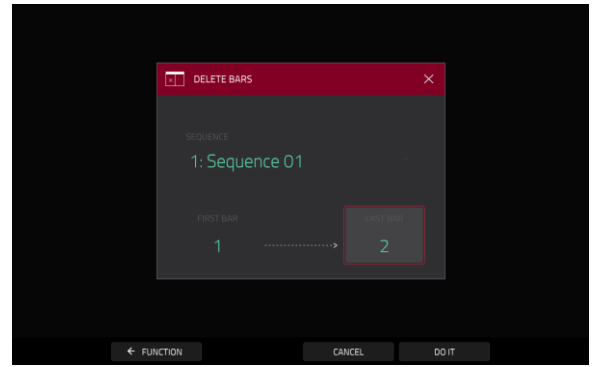 DELETE BARS
SEQUENCE
1: Sequence 01
FIRST BAR
LAST BAR
1
2
← FUNCTION
CANCEL
DO IT